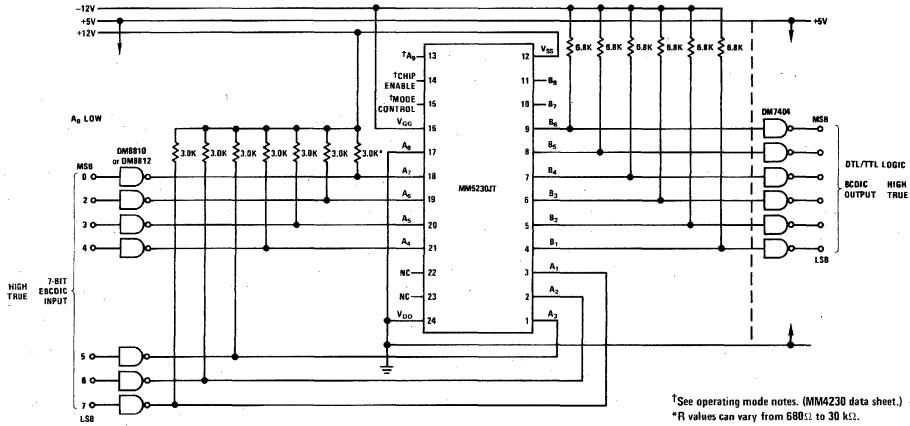 −12V
+5V
+12V
+5V
6.8K 6.8K 6.8K 6.8K 6.8K 6.8K
†A9 13
†CHIP ENABLE 14
†MODE CONTROL 15
VGG 16
A8 17
A7 18
A6 19
A5 20
A4 21
NC 22
NC 23
VDD 24
MM5230JT
12 VSS
11 B8
10 B7
9 B6
8 B5
7 B4
6 B3
5 B2
4 B1
3 A1
2 A2
1 A3
A8 LOW
3.0K 3.0K 3.0K 3.0K 3.0K 3.0K 3.0K*
DM8810
or DM8812
MSB
0
2
3
4
HIGH TRUE
7-BIT EBCDIC INPUT
5
6
7
LSB
DM7404
MSB
DTL/TTL LOGIC
BCDIC OUTPUT
HIGH TRUE
LSB
†See operating mode notes. (MM4230 data sheet.)
*R values can vary from 680Ω to 30 kΩ.